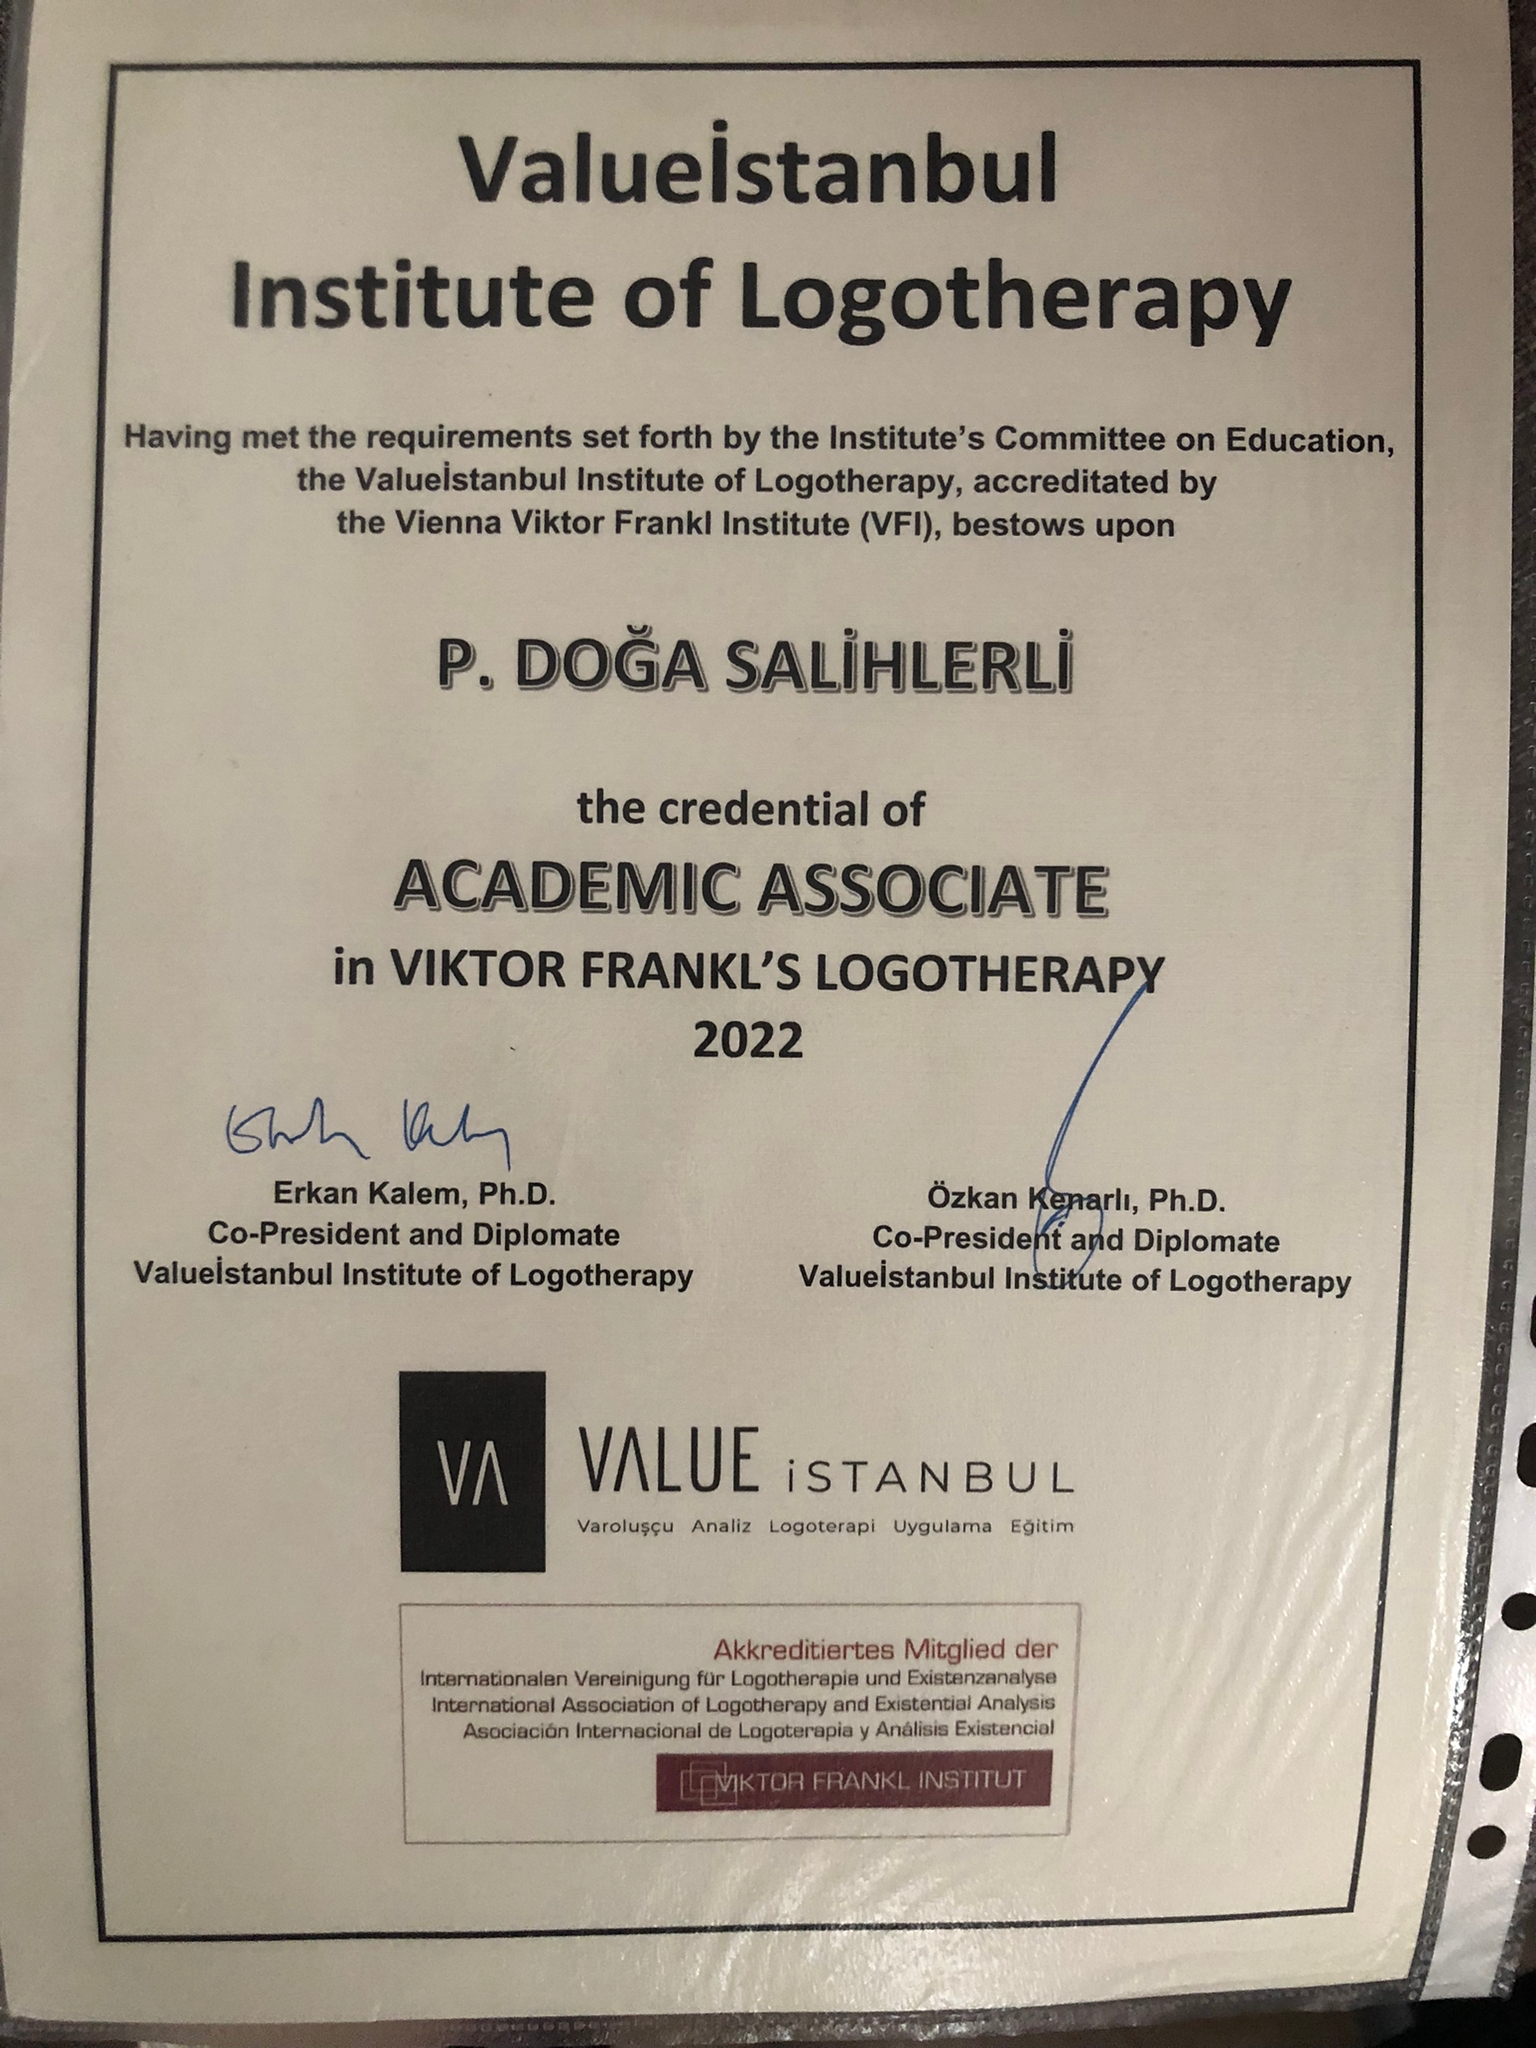 Valueİstanbul
Institute of Logotherapy
Having met the requirements set forth by the Institute's Committee on Education,
the Valueİstanbul Institute of Logotherapy, accreditated by
the Vienna Viktor Frankl Institute (VFI), bestows upon
P. DOĞA SALİHLERLİ
the credential of
ACADEMIC ASSOCIATE
in VIKTOR FRANKL'S LOGOTHERAPY
2022
Erkan Kalem, Ph.D.
Co-President and Diplomate
Valueİstanbul Institute of Logotherapy
Özkan Kenarlı, Ph.D.
Co-President and Diplomate
Valueİstanbul Institute of Logotherapy
VA
VALUE iSTANBUL
Varoluşçu Analiz Logoterapi Uygulama Eğitim
Akkreditiertes Mitglied der
Internationalen Vereinigung für Logotherapie und Existenzanalyse
International Association of Logotherapy and Existential Analysis
Asociación Internacional de Logoterapia y Análisis Existencial
VIKTOR FRANKL INSTITUT